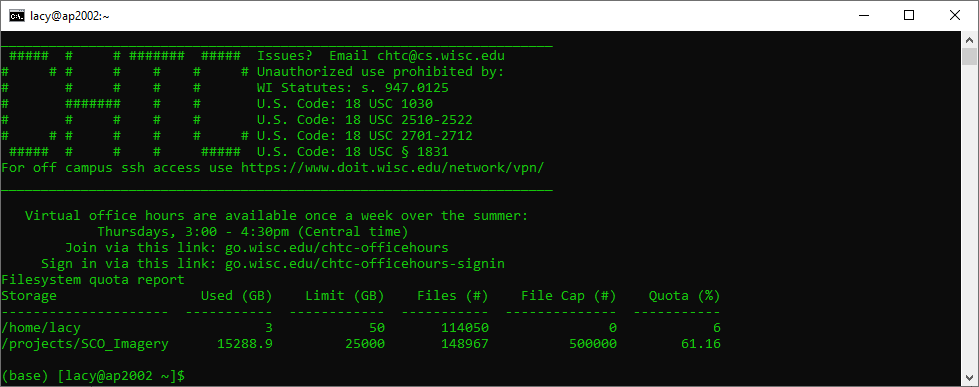 lacy@ap2002:~
_____________________________________________________________________
 #####  #     # #######  #####  Issues?  Email chtc@cs.wisc.edu
#     # #     #    #    #     # Unauthorized use prohibited by:
#       #     #    #    #       WI Statutes: s. 947.0125
#       #######    #    #       U.S. Code: 18 USC 1030
#       #     #    #    #       U.S. Code: 18 USC 2510-2522
#     # #     #    #    #     # U.S. Code: 18 USC 2701-2712
 #####  #     #    #     #####  U.S. Code: 18 USC § 1831
For off campus ssh access use https://www.doit.wisc.edu/network/vpn/
_____________________________________________________________________
Virtual office hours are available once a week over the summer:
Thursdays, 3:00 - 4:30pm (Central time)
Join via this link: go.wisc.edu/chtc-officehours
Sign in via this link: go.wisc.edu/chtc-officehours-signin
Filesystem quota report
Storage                  Used (GB)    Limit (GB)    Files (#)    File Cap (#)    Quota (%)
---------------------  -----------  ------------  -----------  --------------  -----------
/home/lacy                       3            50       114050               0            6
/projects/SCO_Imagery      15288.9         25000       148967          500000        61.16
(base) [lacy@ap2002 ~]$